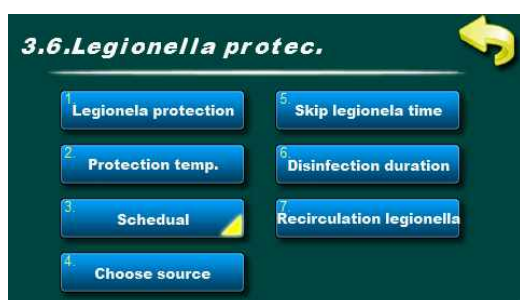 3.6.Legionella protec.
1. Legionela protection
2. Protection temp.
3. Schedual
4. Choose source
5. Skip legionela time
6. Disinfection duration
7. Recirculation legionella